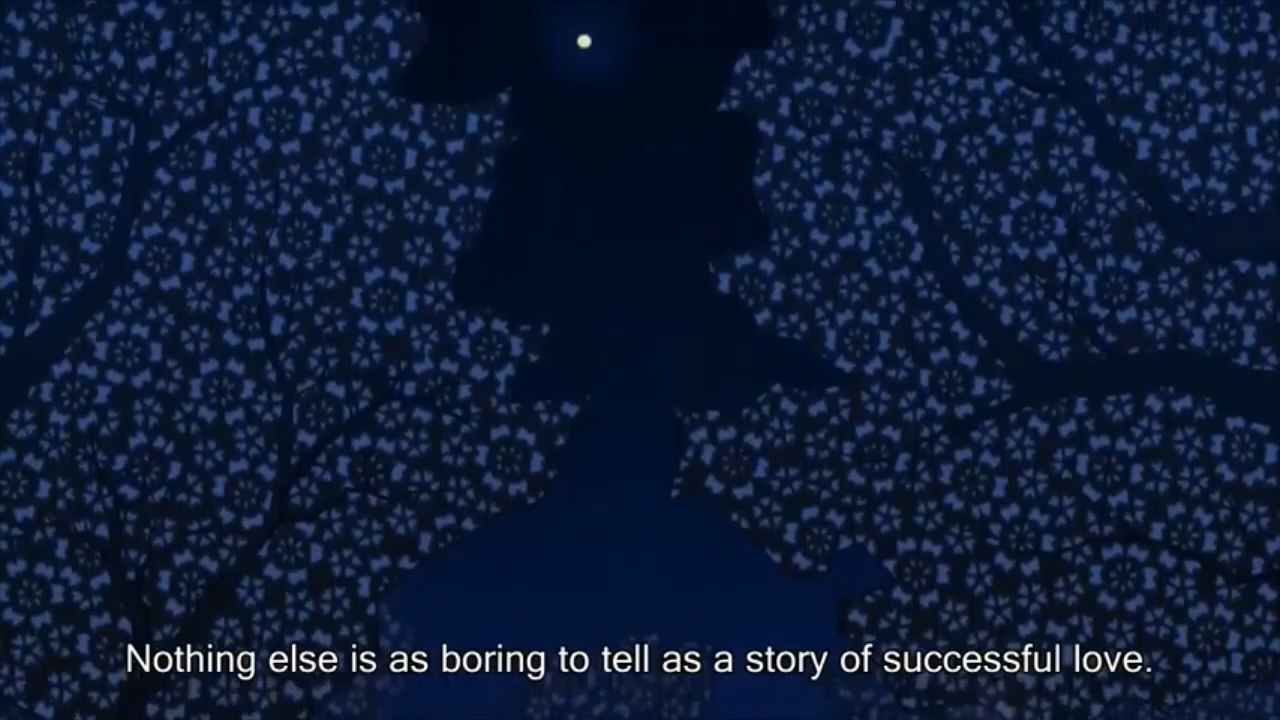 Nothing else is as boring to tell as a story of successful love.